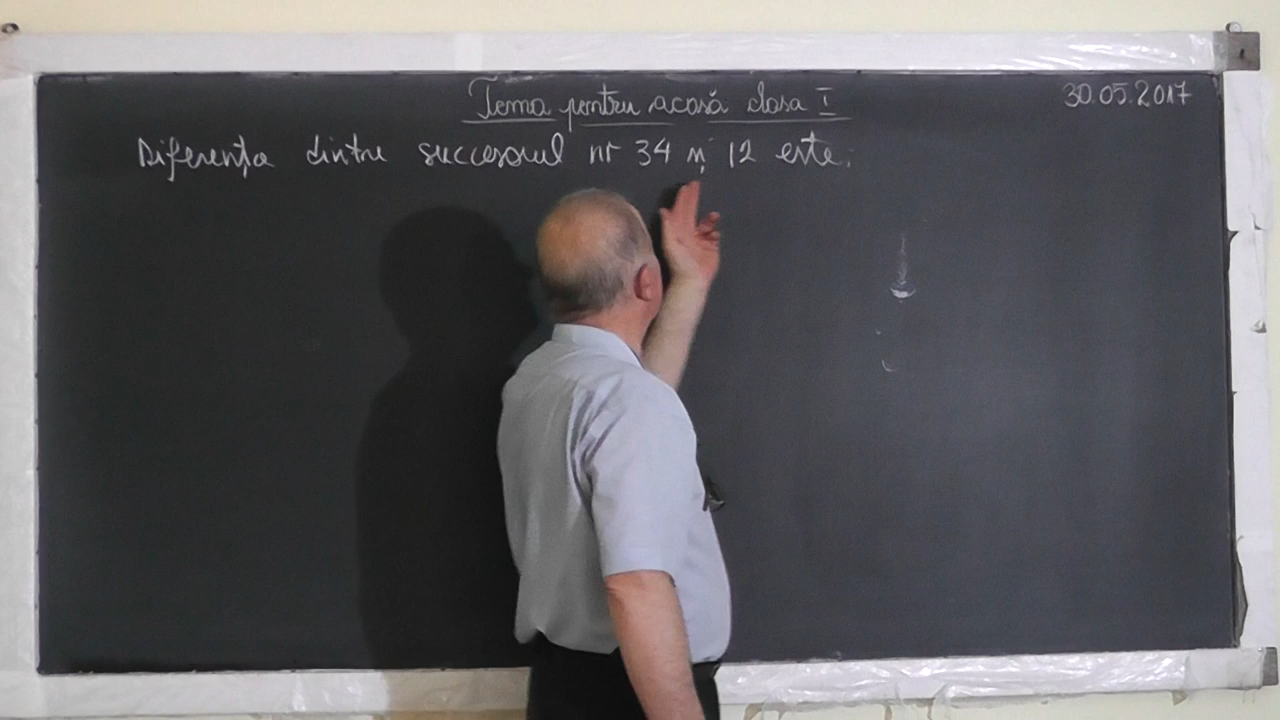 Tema pentru acasă clasa I
30.05.2017
Diferența dintre succesorul nr 34 și 12 este: